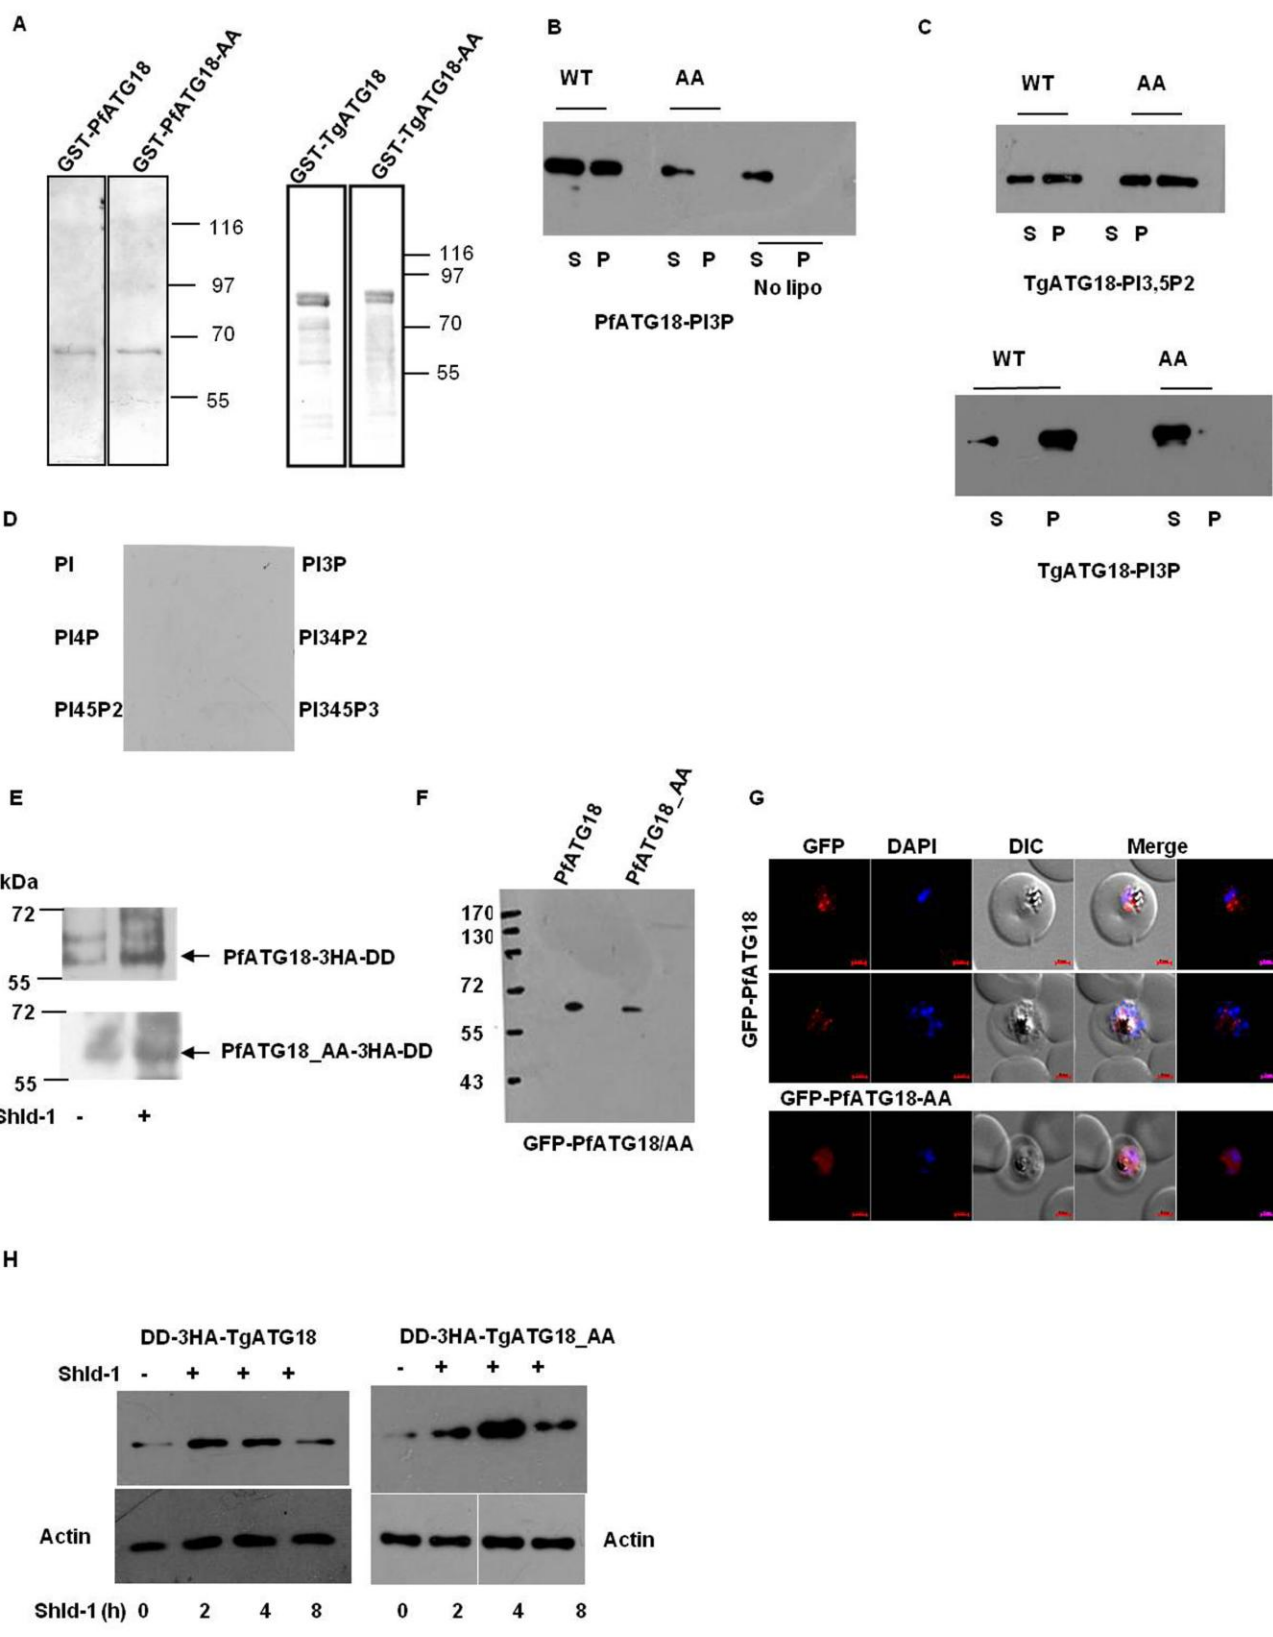 A
GST-PfATG18
GST-PfATG18-AA
116
97
70
55
GST-TgATG18
GST-TgATG18-AA
116
97
70
55
B
WT AA
S P S P S P
No lipo
PfATG18-PI3P
C
WT AA
S P S P
TgATG18-PI3,5P2
WT AA
S P S P
TgATG18-PI3P
D
PI PI3P
PI4P PI34P2
PI45P2 PI345P3
E
kDa
72
PfATG18-3HA-DD
55
72
PfATG18_AA-3HA-DD
55
Shld-1 - +
F
PfATG18
PfATG18_AA
170
130
72
55
43
GFP-PfATG18/AA
G
GFP DAPI DIC Merge
GFP-PfATG18
GFP-PfATG18-AA
H
DD-3HA-TgATG18 DD-3HA-TgATG18_AA
Shld-1 - + + + - + + +
Actin Actin
Shld-1 (h) 0 2 4 8 0 2 4 8